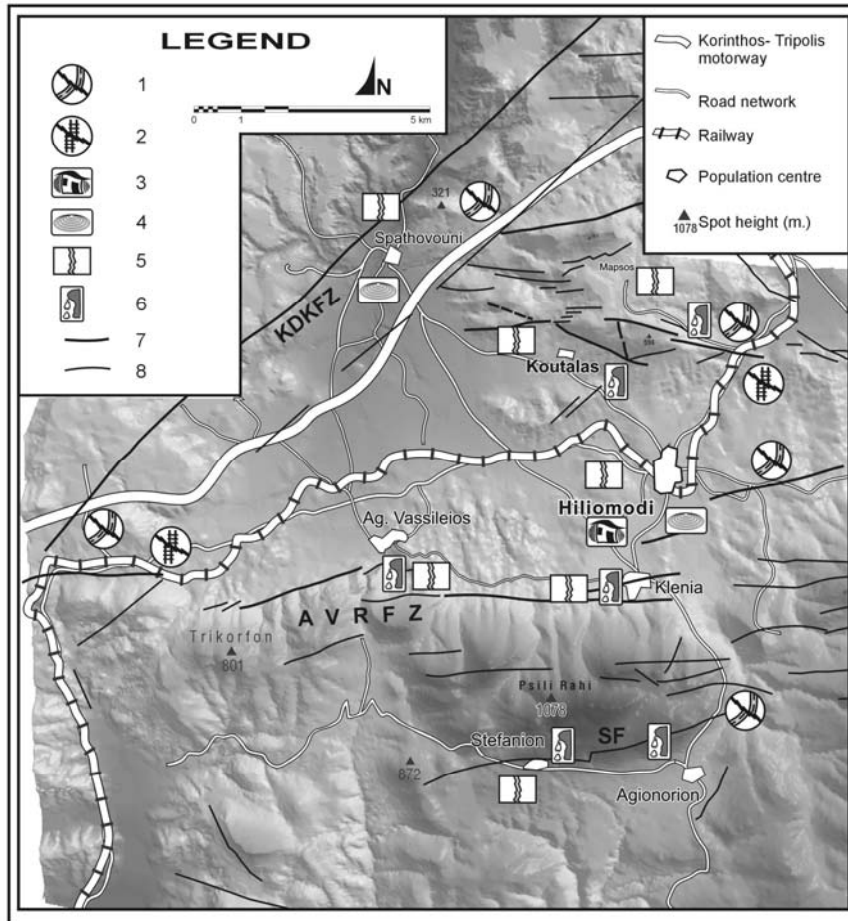 LEGEND
1
2
3
4
5
6
7
8
N
0 1 5 km
Korinthos- Tripolis
motorway
Road network
Railway
Population centre
1078 Spot height (m.)
321
Spathovouni
KDKFZ
Mapsos
Koutalas
Hiliomodi
Ag. Vassileios
Klenia
A V R F Z
Trikorfon
801
Psili Rahi
1078
Stefanion
SF
872
Agionorion